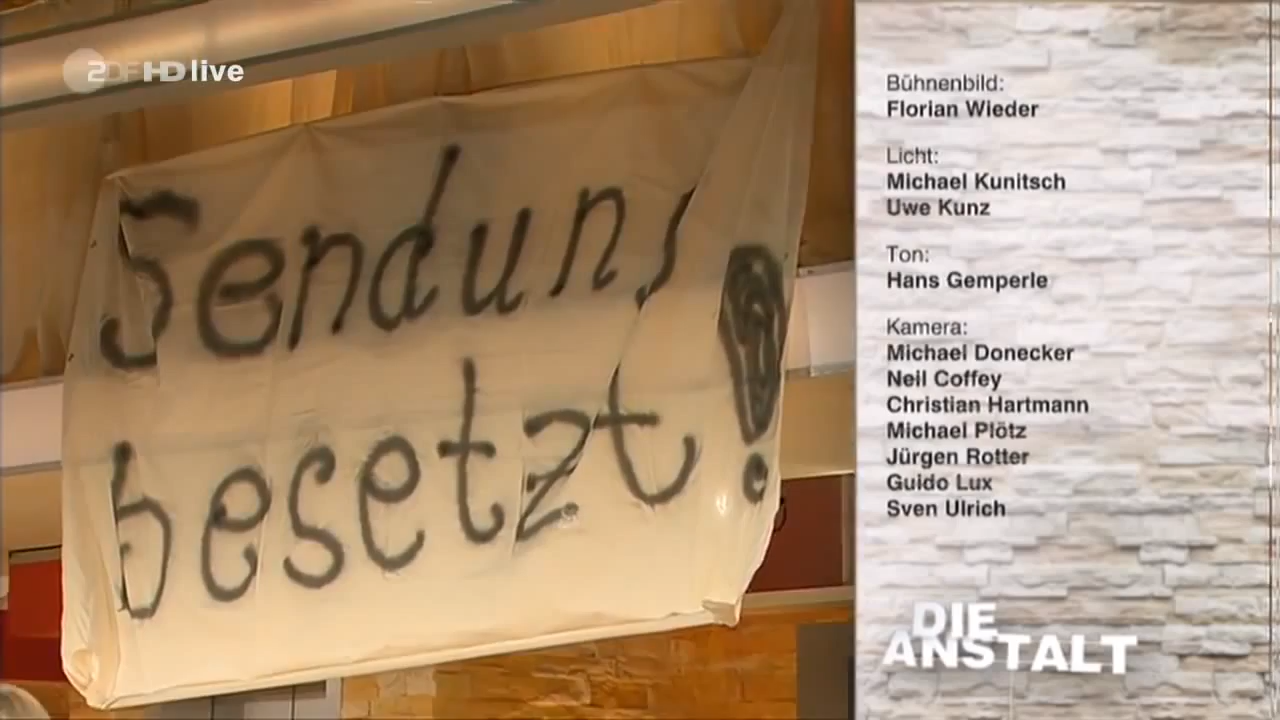 ZDF HD live
Sendung
besetzt!
Bühnenbild:
Florian Wieder
Licht:
Michael Kunitsch
Uwe Kunz
Ton:
Hans Gemperle
Kamera:
Michael Donecker
Neil Coffey
Christian Hartmann
Michael Plötz
Jürgen Rotter
Guido Lux
Sven Ulrich
DIE
ANSTALT